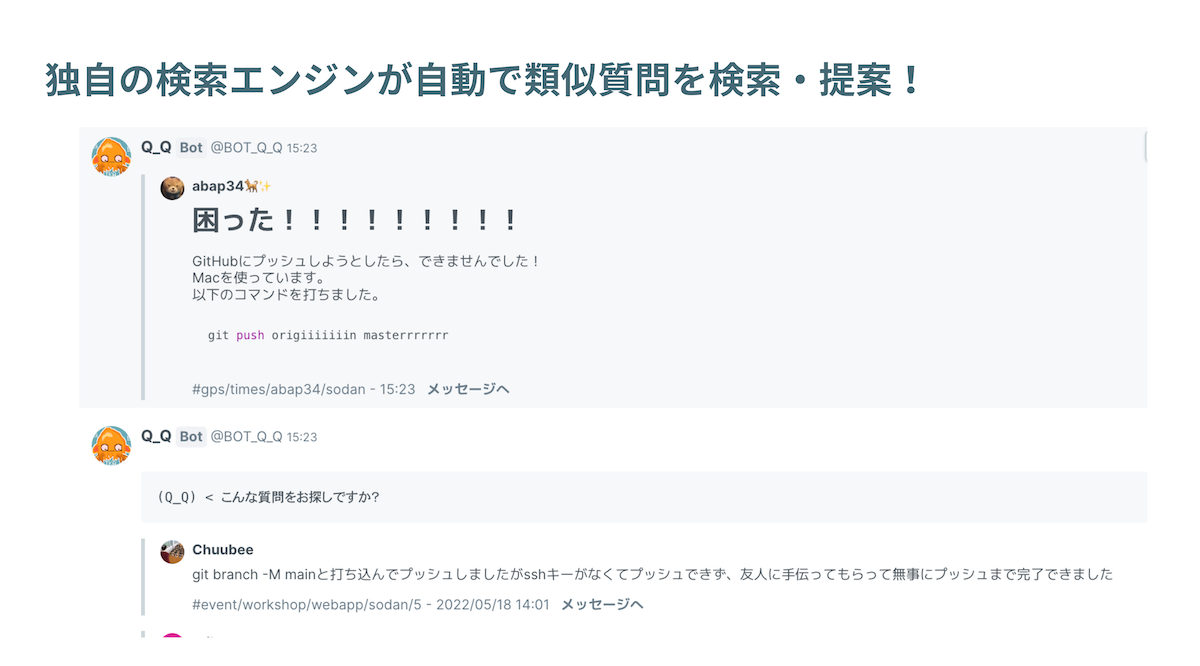 独自の検索エンジンが自動で類似質問を検索・提案！
Q_Q Bot @BOT_Q_Q 15:23
abap34🐕✨
困った！！！！！！！！！
GitHubにプッシュしようとしたら、できませんでした！
Macを使っています。
以下のコマンドを打ちました。
git push origiiiiiiin masterrrrrrr
#gps/times/abap34/sodan - 15:23 メッセージへ
Q_Q Bot @BOT_Q_Q 15:23
(Q_Q) < こんな質問をお探しですか?
Chuubee
git branch -M mainと打ち込んでプッシュしましたがsshキーがなくてプッシュできず、友人に手伝ってもらって無事にプッシュまで完了できました
#event/workshop/webapp/sodan/5 - 2022/05/18 14:01 メッセージへ